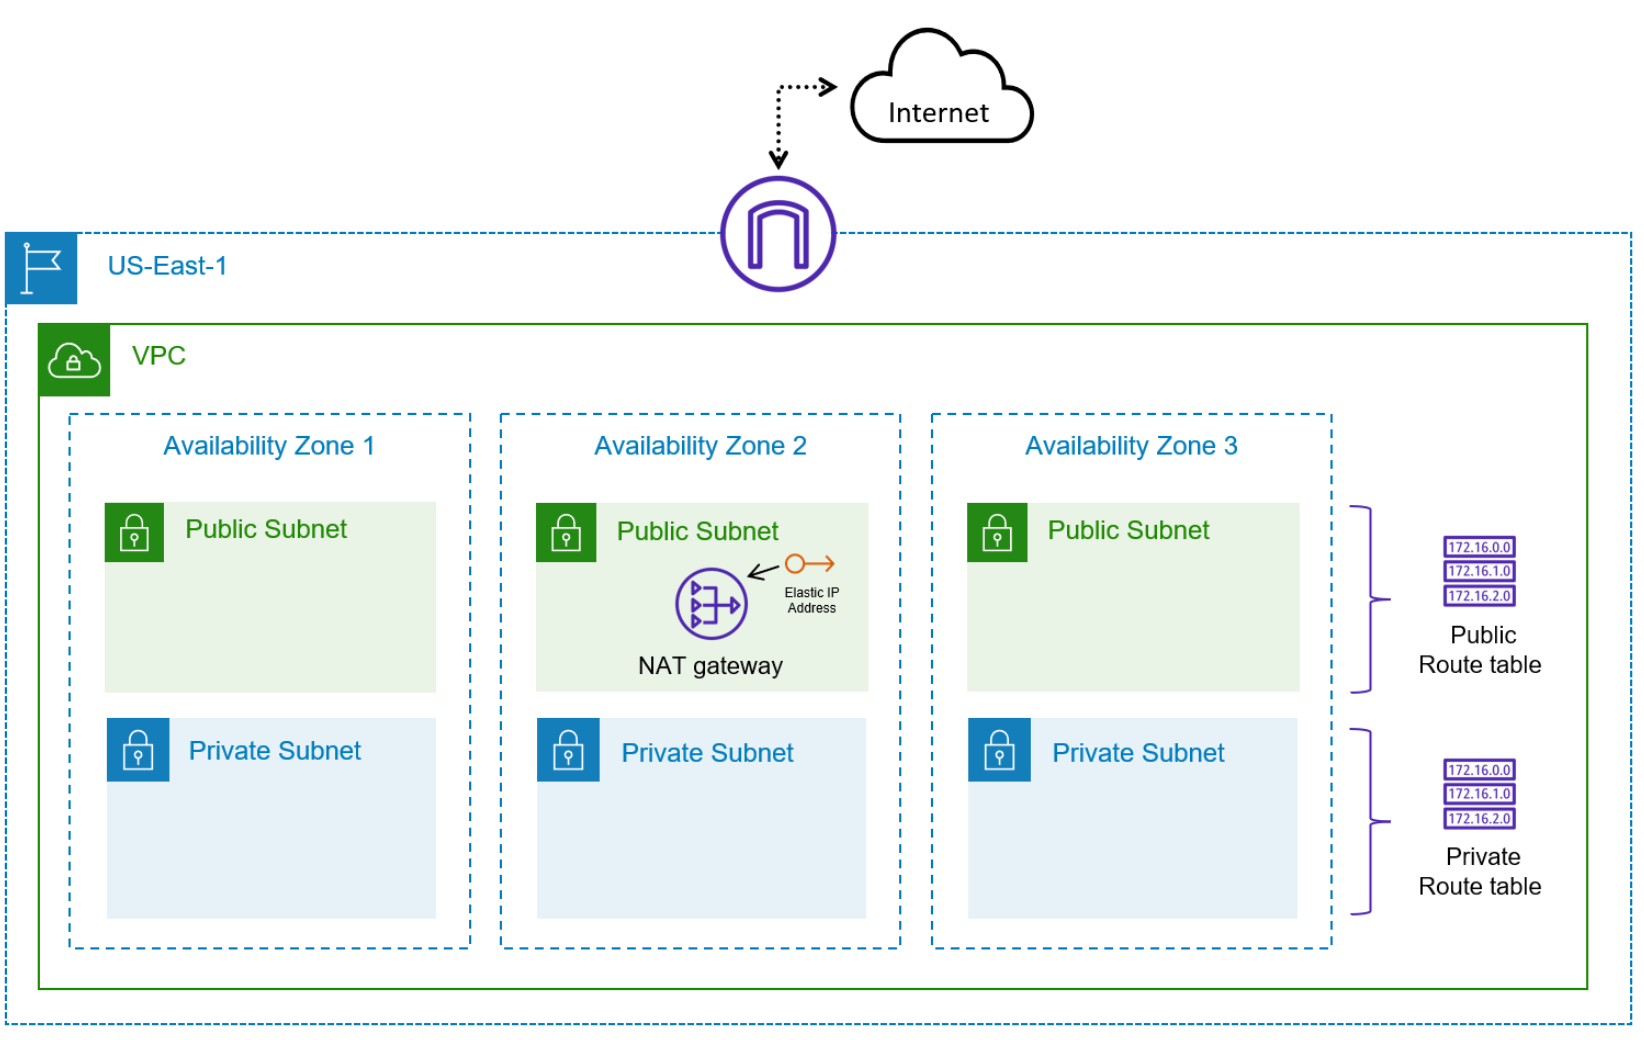 Internet
US-East-1
VPC
Availability Zone 1
Availability Zone 2
Availability Zone 3
Public Subnet
Public Subnet
Public Subnet
Elastic IP
Address
NAT gateway
172.16.0.0
172.16.1.0
172.16.2.0
Public
Route table
Private Subnet
Private Subnet
Private Subnet
172.16.0.0
172.16.1.0
172.16.2.0
Private
Route table